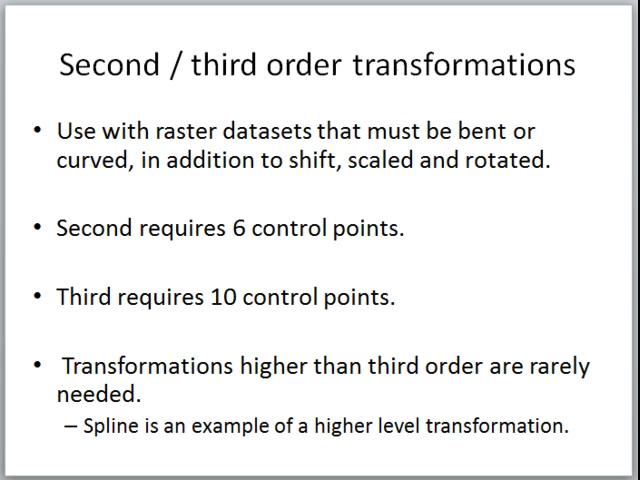 Second / third order transformations
• Use with raster datasets that must be bent or
curved, in addition to shift, scaled and rotated.
• Second requires 6 control points.
• Third requires 10 control points.
• Transformations higher than third order are rarely
needed.
– Spline is an example of a higher level transformation.